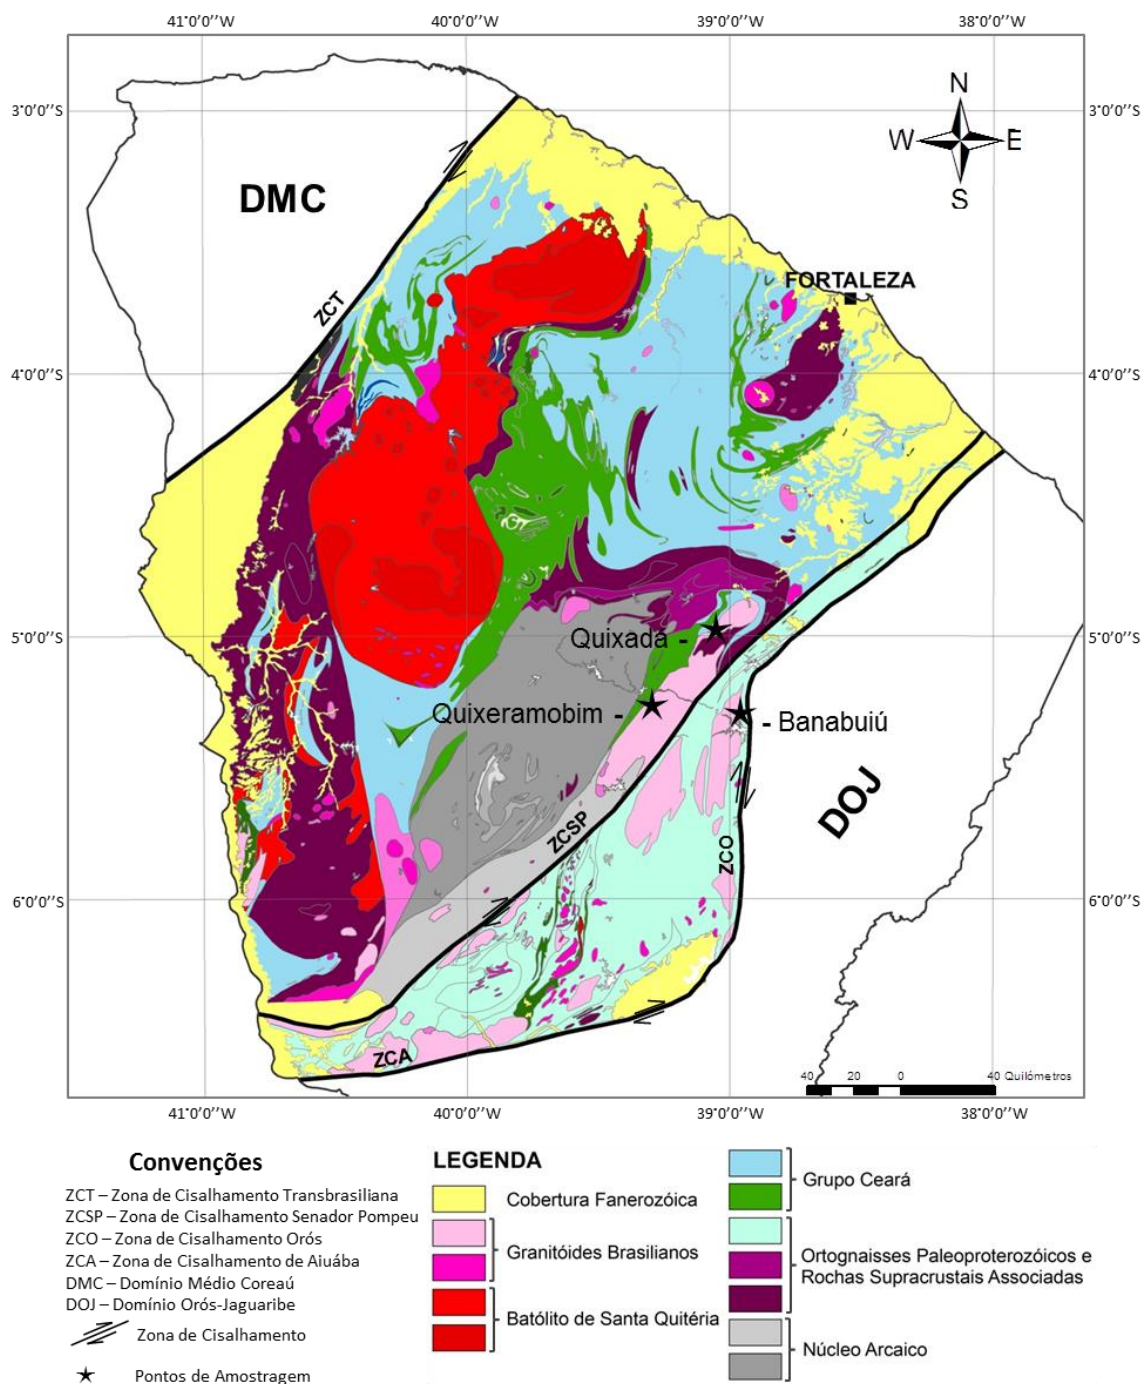 41°0'0''W 40°0'0''W 39°0'0''W 38°0'0''W
3°0'0''S 3°0'0''S
N
W E
S
DMC
FORTALEZA
ZCT
4°0'0''S 4°0'0''S
5°0'0''S 5°0'0''S
Quixadá -
Quixeramobim -
- Banabuiú
DOJ
ZCSP
ZCO
6°0'0''S 6°0'0''S
ZCA
40 20 0 40 Quilómetros
41°0'0''W 40°0'0''W 39°0'0''W 38°0'0''W
Convenções
ZCT – Zona de Cisalhamento Transbrasiliana
ZCSP – Zona de Cisalhamento Senador Pompeu
ZCO – Zona de Cisalhamento Orós
ZCA – Zona de Cisalhamento de Aiuába
DMC – Domínio Médio Coreaú
DOJ – Domínio Orós-Jaguaribe
Zona de Cisalhamento
Pontos de Amostragem
LEGENDA
Cobertura Fanerozóica
Granitóides Brasilianos
Batólito de Santa Quitéria
Grupo Ceará
Ortognaisses Paleoproterozóicos e
Rochas Supracrustais Associadas
Núcleo Arcaico